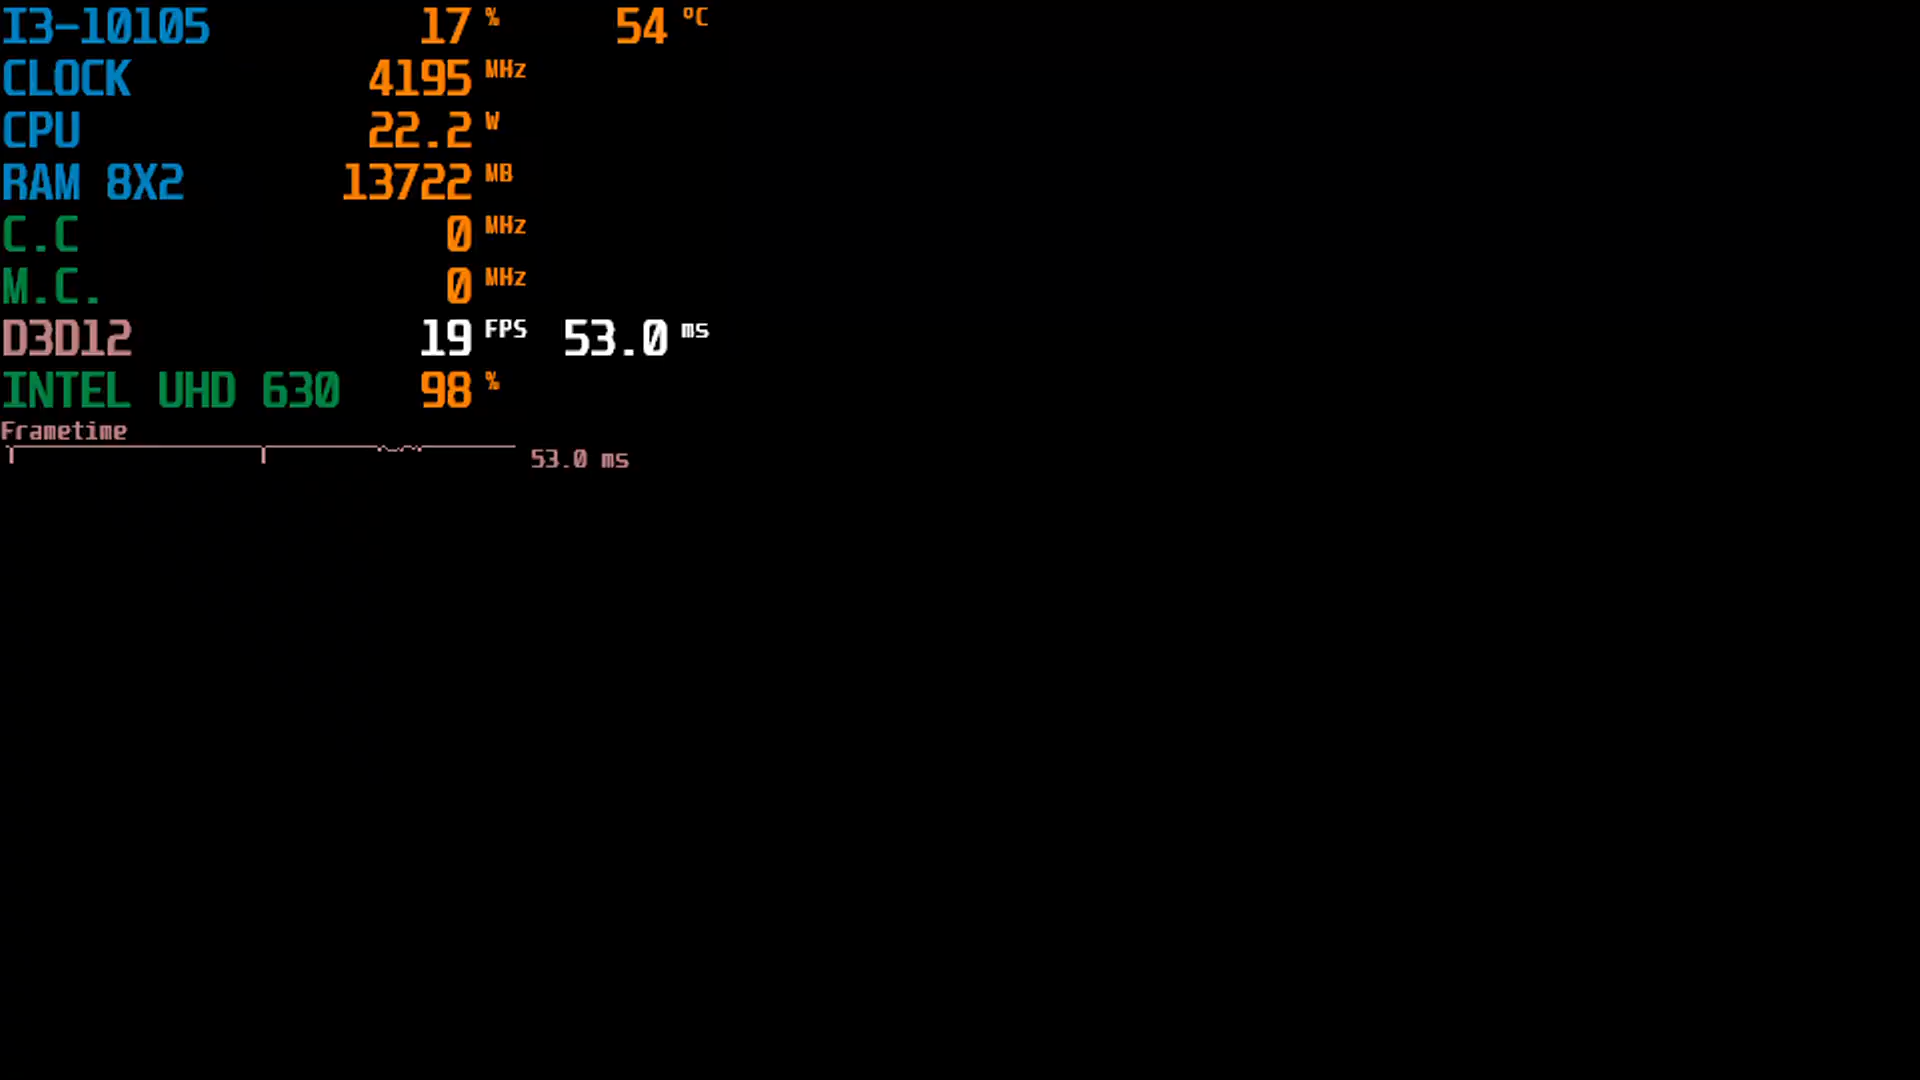 I3-10105 17 % 54 °C
CLOCK 4195 MHz
CPU 22.2 W
RAM 8X2 13722 MB
C.C 0 MHz
M.C. 0 MHz
D3D12 19 FPS 53.0 ms
INTEL UHD 630 98 %
Frametime
53.0 ms